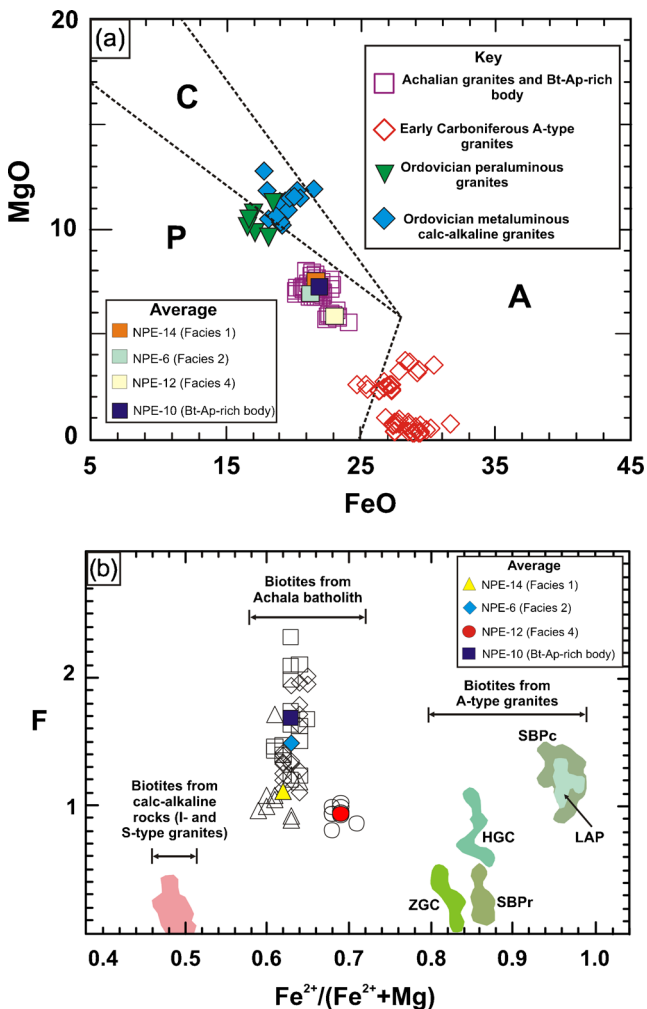 (a)
20
10
0
MgO
C
P
A
Key
Achalian granites and Bt-Ap-rich
body
Early Carboniferous A-type
granites
Ordovician peraluminous
granites
Ordovician metaluminous
calc-alkaline granites
Average
NPE-14 (Facies 1)
NPE-6 (Facies 2)
NPE-12 (Facies 4)
NPE-10 (Bt-Ap-rich body)
5
15
25
35
45
FeO
(b)
2
1
F
Biotites from
Achala batholith
Average
NPE-14 (Facies 1)
NPE-6 (Facies 2)
NPE-12 (Facies 4)
NPE-10 (Bt-Ap-rich body)
Biotites from
A-type granites
SBPc
Biotites from
calc-alkaline
rocks (I- and
S-type granites)
HGC
LAP
ZGC
SBPr
0.4
0.5
0.6
0.7
0.8
0.9
1.0
Fe²⁺/(Fe²⁺+Mg)